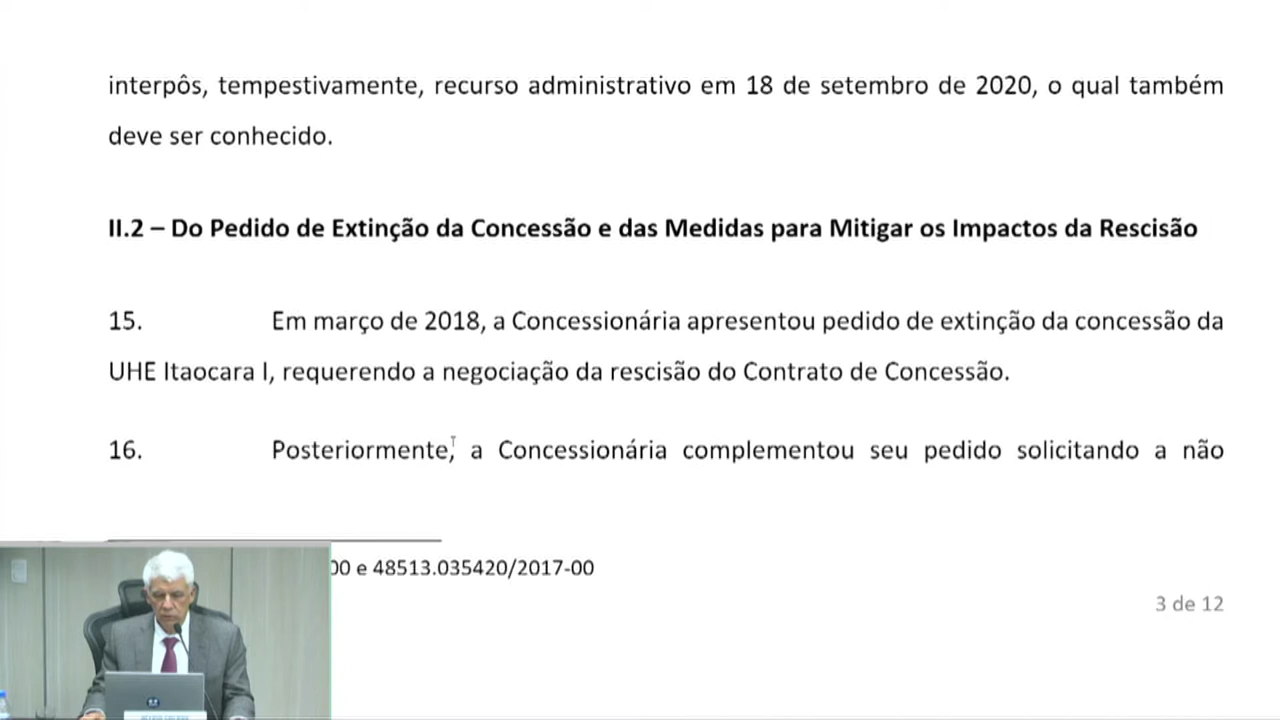 interpôs, tempestivamente, recurso administrativo em 18 de setembro de 2020, o qual também
deve ser conhecido.
II.2 – Do Pedido de Extinção da Concessão e das Medidas para Mitigar os Impactos da Rescisão
15. Em março de 2018, a Concessionária apresentou pedido de extinção da concessão da
UHE Itaocara I, requerendo a negociação da rescisão do Contrato de Concessão.
16. Posteriormente, a Concessionária complementou seu pedido solicitando a não
e 48513.035420/2017-00
3 de 12